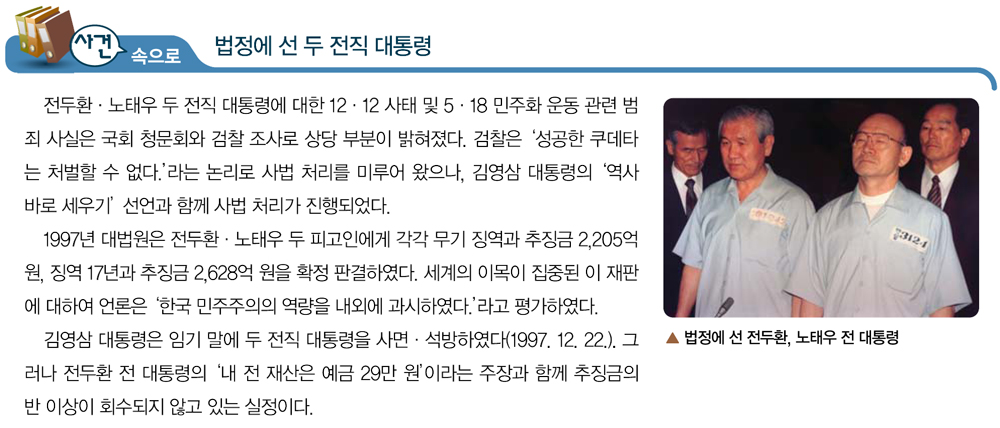 사건 속으로 법정에 선 두 전직 대통령
전두환 · 노태우 두 전직 대통령에 대한 12 · 12 사태 및 5 · 18 민주화 운동 관련 범
죄 사실은 국회 청문회와 검찰 조사로 상당 부분이 밝혀졌다. 검찰은 ‘성공한 쿠데타
는 처벌할 수 없다.’라는 논리로 사법 처리를 미루어 왔으나, 김영삼 대통령의 ‘역사
바로 세우기’ 선언과 함께 사법 처리가 진행되었다.
1997년 대법원은 전두환 · 노태우 두 피고인에게 각각 무기 징역과 추징금 2,205억
원, 징역 17년과 추징금 2,628억 원을 확정 판결하였다. 세계의 이목이 집중된 이 재판
에 대하여 언론은 ‘한국 민주주의의 역량을 내외에 과시하였다.’라고 평가하였다.
김영삼 대통령은 임기 말에 두 전직 대통령을 사면 · 석방하였다(1997. 12. 22.). 그
러나 전두환 전 대통령의 ‘내 전 재산은 예금 29만 원’이라는 주장과 함께 추징금의
반 이상이 회수되지 않고 있는 실정이다.
3124
▲ 법정에 선 전두환, 노태우 전 대통령